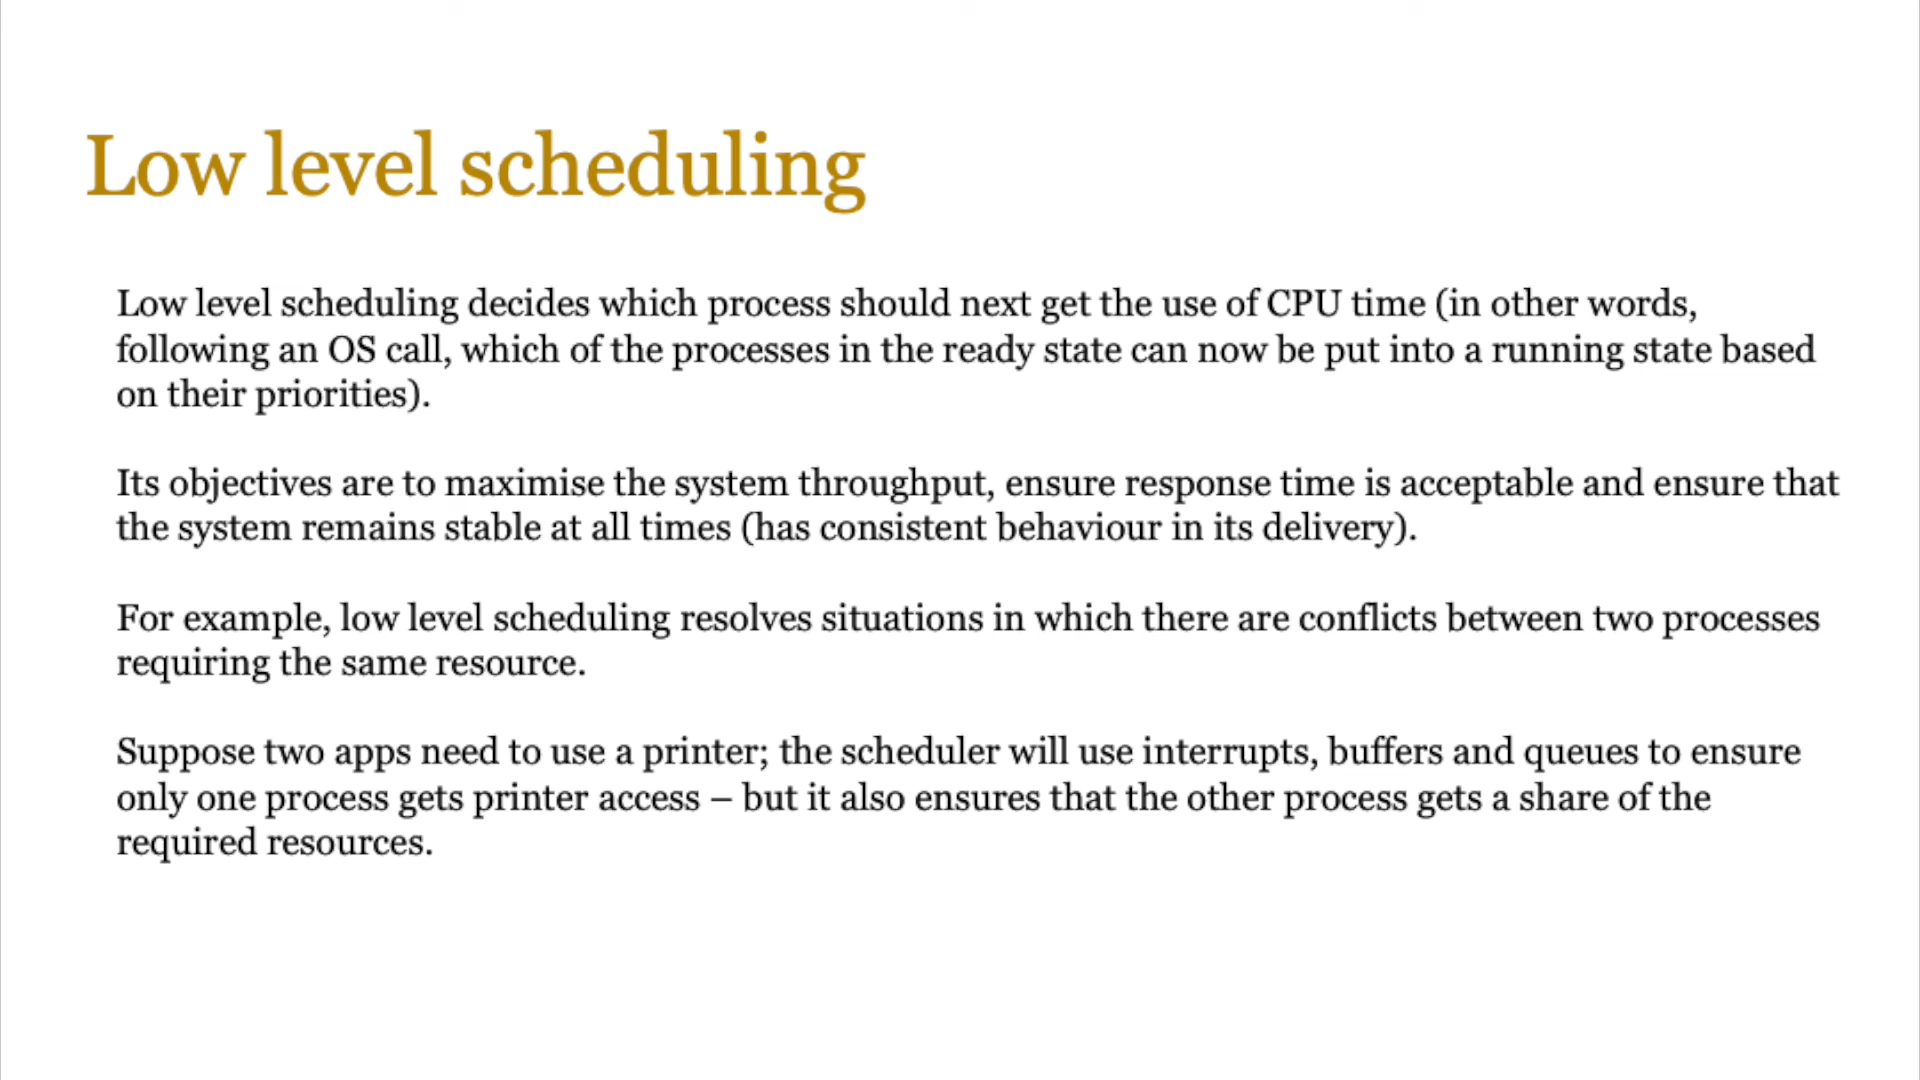 Low level scheduling
Low level scheduling decides which process should next get the use of CPU time (in other words,
following an OS call, which of the processes in the ready state can now be put into a running state based
on their priorities).
Its objectives are to maximise the system throughput, ensure response time is acceptable and ensure that
the system remains stable at all times (has consistent behaviour in its delivery).
For example, low level scheduling resolves situations in which there are conflicts between two processes
requiring the same resource.
Suppose two apps need to use a printer; the scheduler will use interrupts, buffers and queues to ensure
only one process gets printer access – but it also ensures that the other process gets a share of the
required resources.